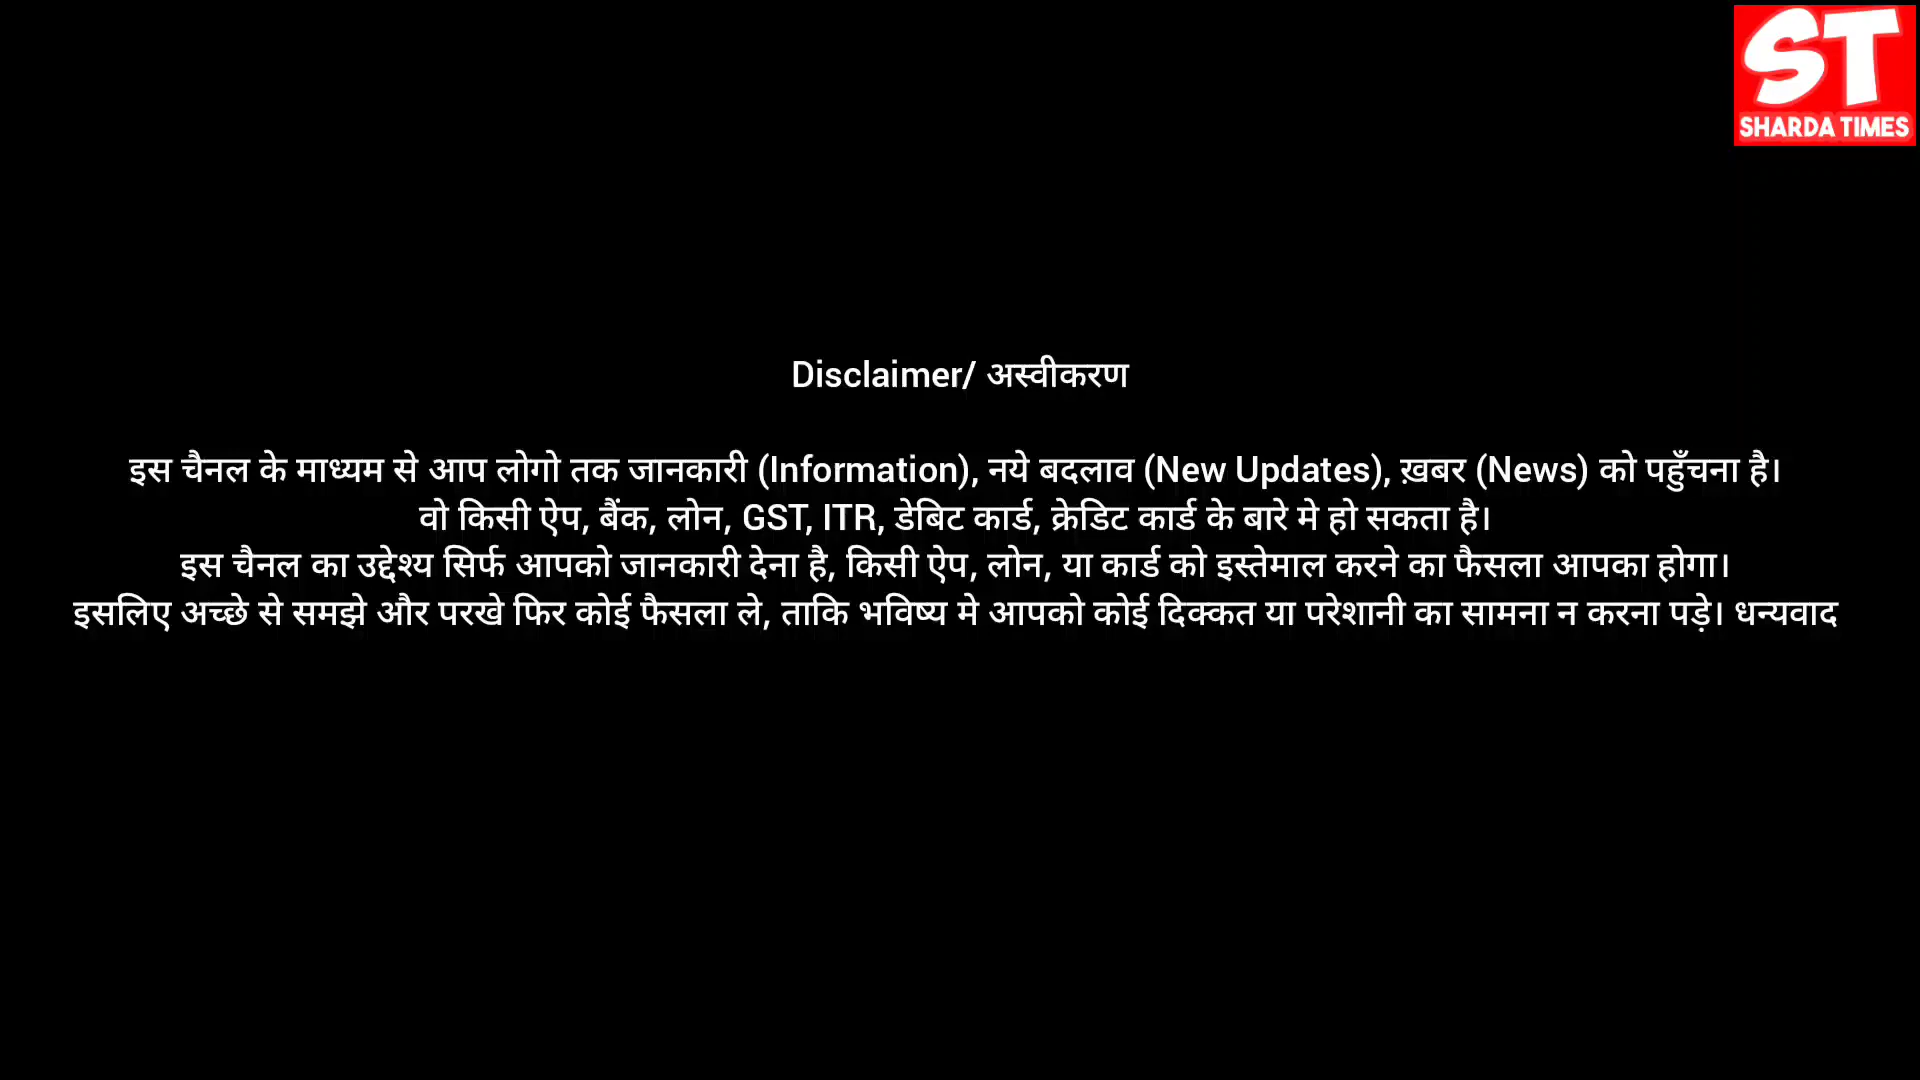 ST
SHARDA TIMES
Disclaimer/ अस्वीकरण
इस चैनल के माध्यम से आप लोगो तक जानकारी (Information), नये बदलाव (New Updates), ख़बर (News) को पहुँचना है।
वो किसी ऐप, बैंक, लोन, GST, ITR, डेबिट कार्ड, क्रेडिट कार्ड के बारे मे हो सकता है।
इस चैनल का उद्देश्य सिर्फ आपको जानकारी देना है, किसी ऐप, लोन, या कार्ड को इस्तेमाल करने का फैसला आपका होगा।
इसलिए अच्छे से समझे और परखे फिर कोई फैसला ले, ताकि भविष्य मे आपको कोई दिक्कत या परेशानी का सामना न करना पड़े। धन्यवाद